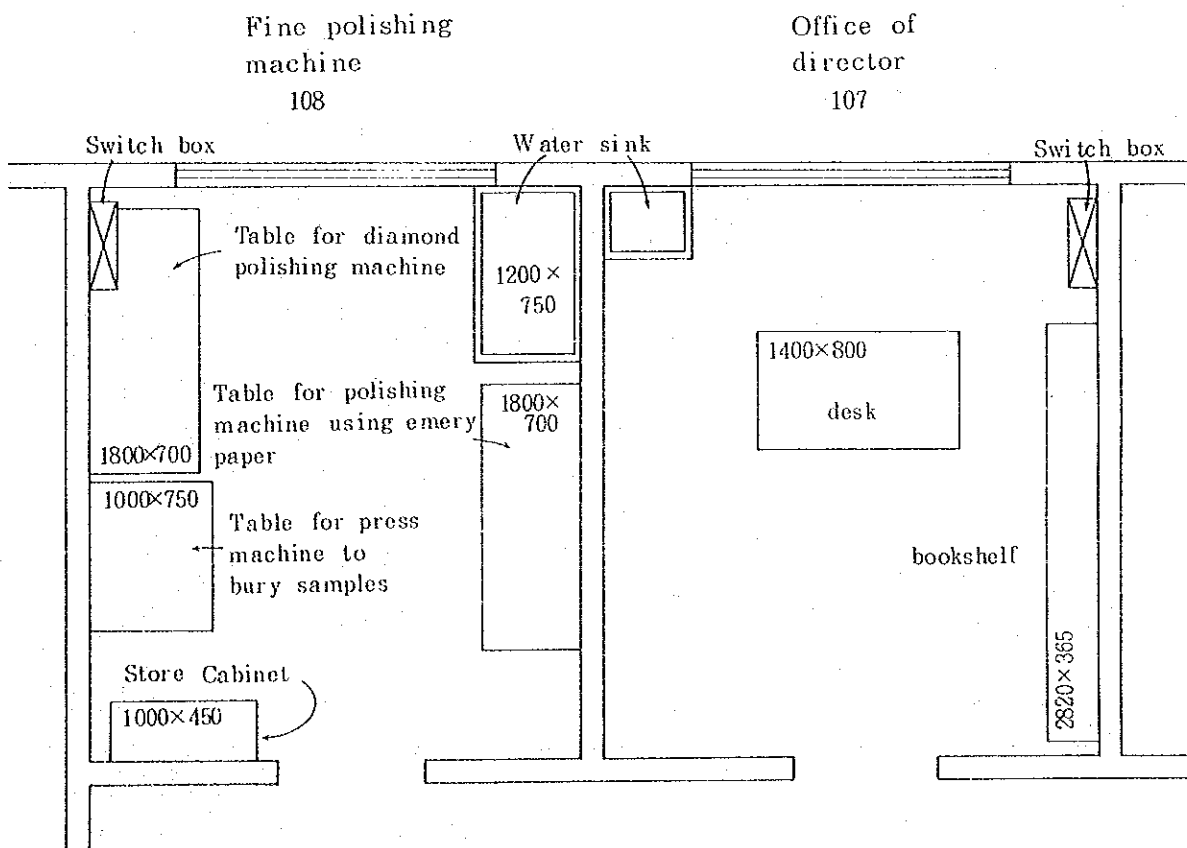 Fine polishing
machine
108
Office of
director
107
Switch box
Water sink
Switch box
Table for diamond
polishing machine
1200×
750
1400×800
desk
Table for polishing
machine using emery
paper
1800×
700
1800×700
1000×750
Table for press
machine to
bury samples
bookshelf
2820×365
Store Cabinet
1000×450